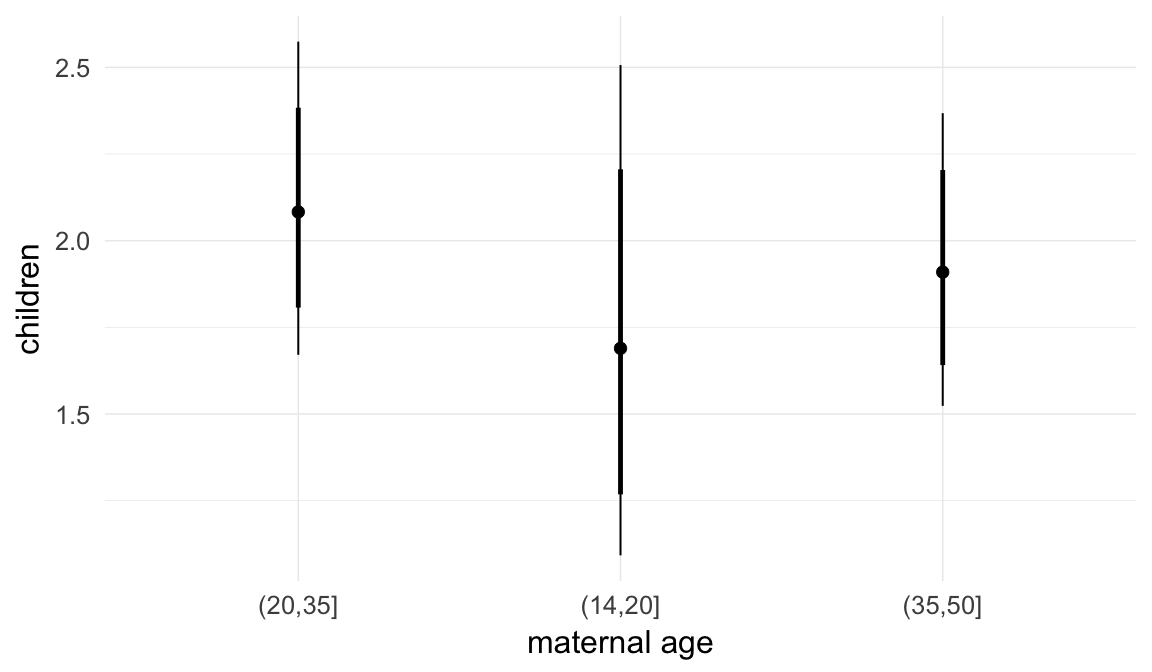 children
2.5
2.0
1.5
(20,35] (14,20] (35,50]
maternal age